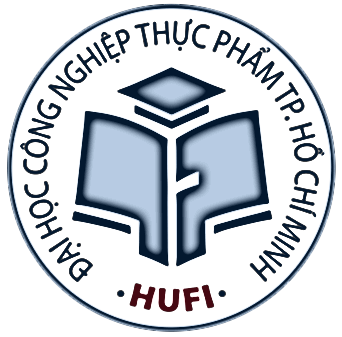 ĐẠI HỌC CÔNG NGHIỆP THỰC PHẨM TP. HỒ CHÍ MINH
• HUFI •